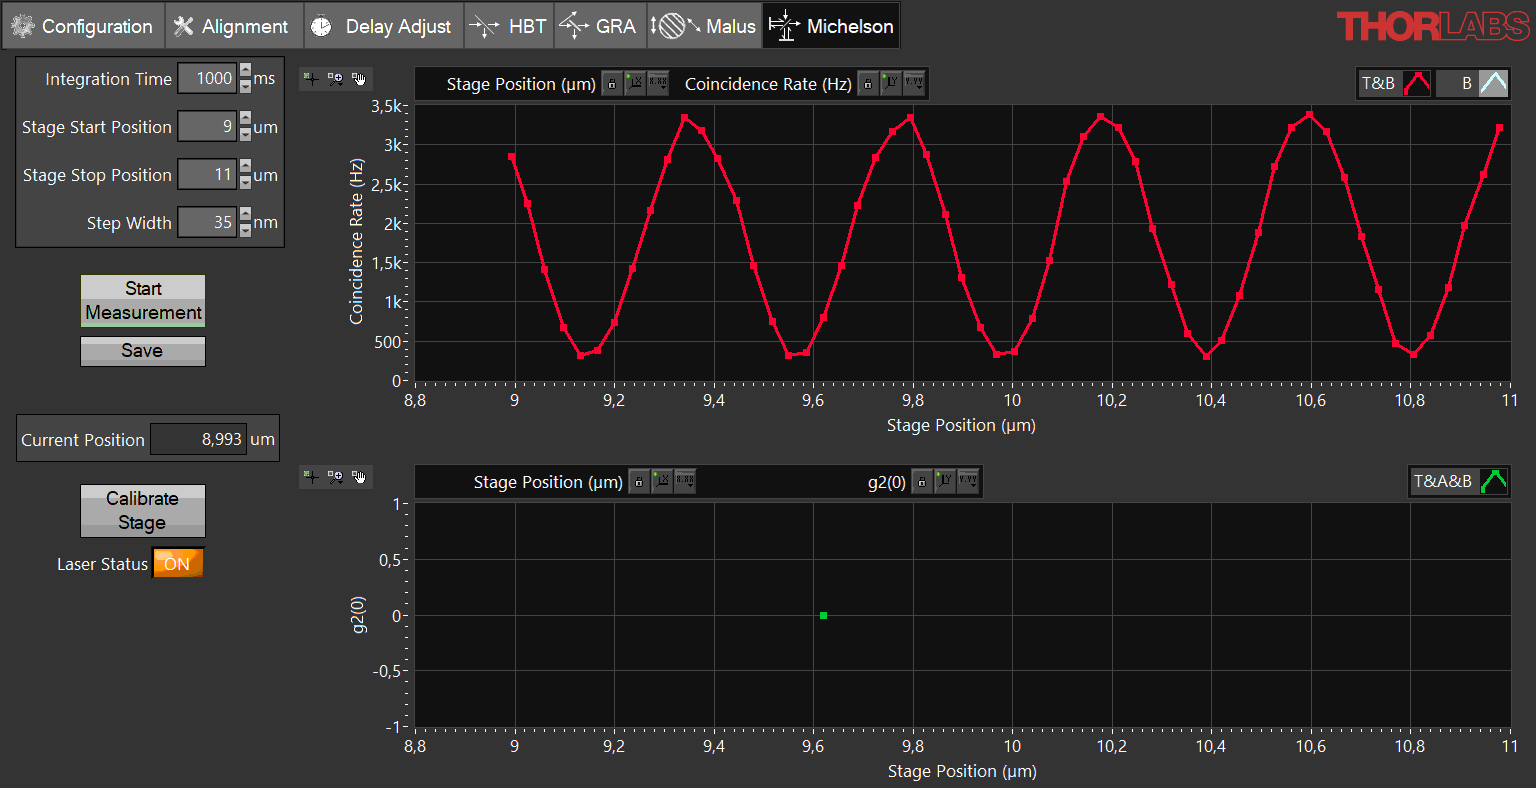 Configuration Alignment Delay Adjust HBT GRA Malus Michelson THORLABS
Integration Time 1000 ms
Stage Start Position 9 um
Stage Stop Position 11 um
Step Width 35 nm
Start
Measurement
Save
Current Position 8,993 um
Calibrate
Stage
Laser Status ON
Stage Position (µm) Coincidence Rate (Hz) T&B B
Coincidence Rate (Hz)
3,5k
3k
2,5k
2k
1,5k
1k
500
0
8,8 9 9,2 9,4 9,6 9,8 10 10,2 10,4 10,6 10,8 11
Stage Position (µm)
Stage Position (µm) g2(0) T&A&B
g2(0)
1
0,5
0
-0,5
-1
8,8 9 9,2 9,4 9,6 9,8 10 10,2 10,4 10,6 10,8 11
Stage Position (µm)